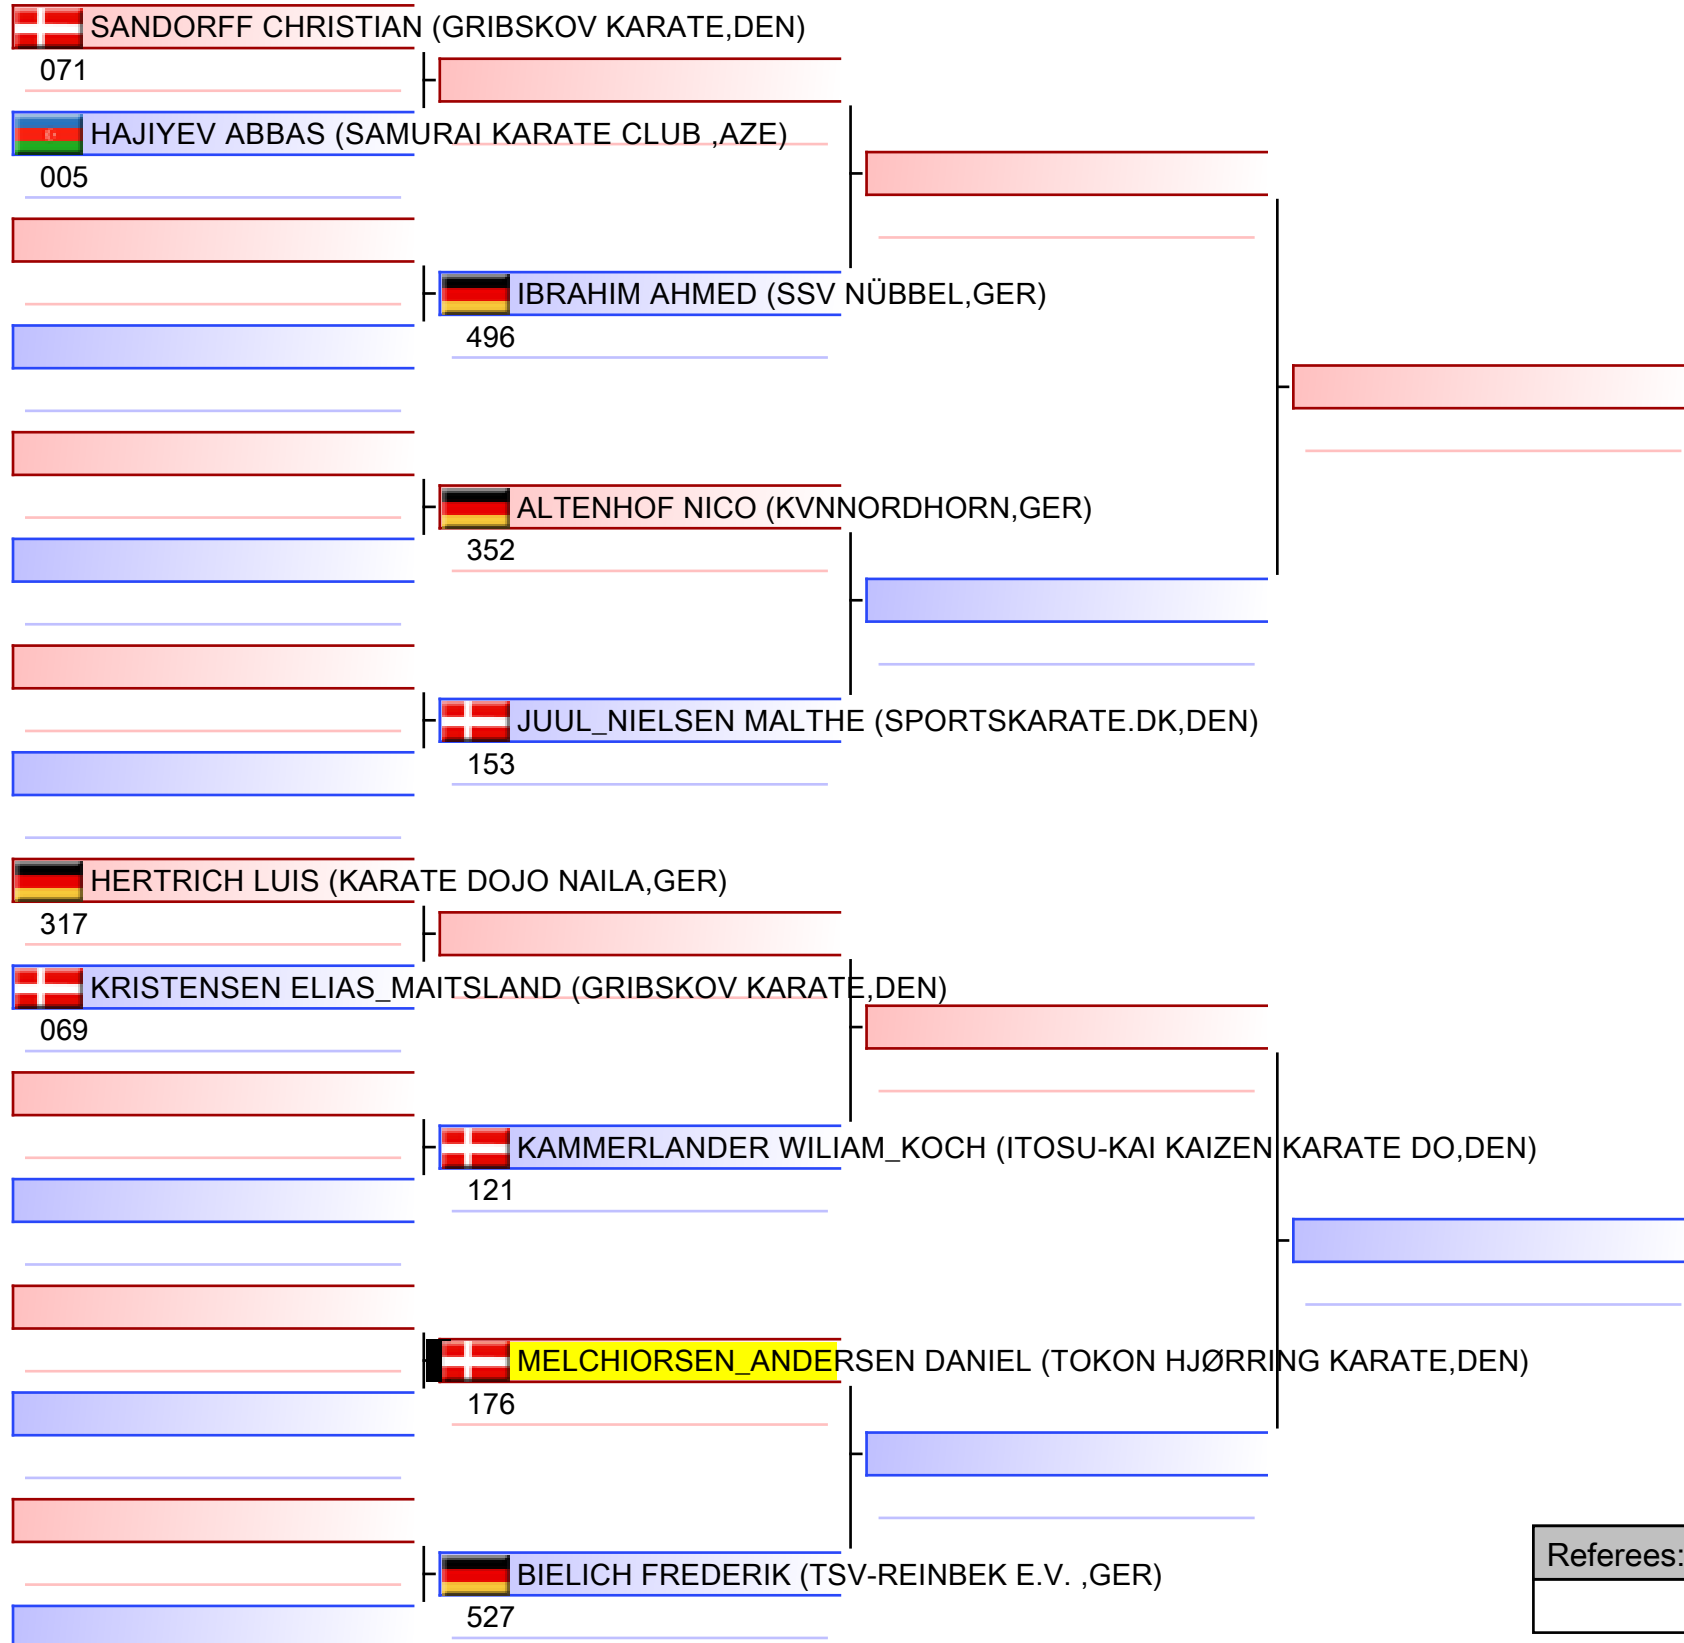 SANDORFF CHRISTIAN (GRIBSKOV KARATE,DEN)
071
HAJIYEV ABBAS (SAMURAI KARATE CLUB ,AZE)
005
IBRAHIM AHMED (SSV NÜBBEL,GER)
496
ALTENHOF NICO (KVNNORDHORN,GER)
352
JUUL_NIELSEN MALTHE (SPORTSKARATE.DK,DEN)
153
HERTRICH LUIS (KARATE DOJO NAILA,GER)
317
KRISTENSEN ELIAS_MAITSLAND (GRIBSKOV KARATE,DEN)
069
KAMMERLANDER WILIAM_KOCH (ITOSU-KAI KAIZEN KARATE DO,DEN)
121
MELCHIORSEN_ANDERSEN DANIEL (TOKON HJØRRING KARATE,DEN)
176
BIELICH FREDERIK (TSV-REINBEK E.V. ,GER)
527
Referees: